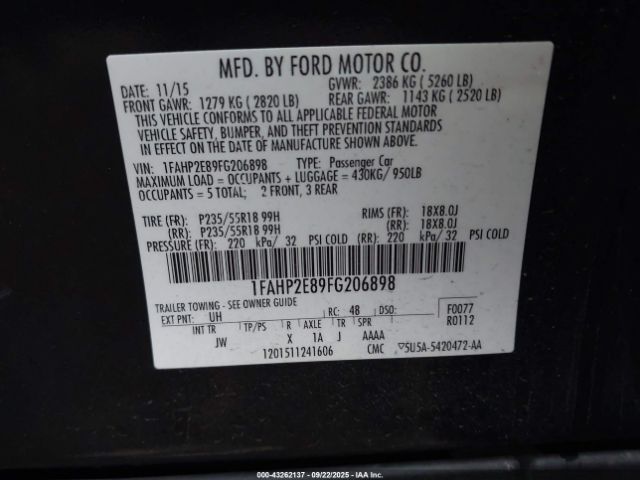 MFD. BY FORD MOTOR CO.
DATE: 11/15 GVWR: 2386 KG ( 5260 LB)
FRONT GAWR: 1279 KG ( 2820 LB) REAR GAWR: 1143 KG ( 2520 LB)
THIS VEHICLE CONFORMS TO ALL APPLICABLE FEDERAL MOTOR
VEHICLE SAFETY, BUMPER, AND THEFT PREVENTION STANDARDS
IN EFFECT ON THE DATE OF MANUFACTURE SHOWN ABOVE.
VIN: 1FAHP2E89FG206898 TYPE: Passenger Car
MAXIMUM LOAD = OCCUPANTS + LUGGAGE = 430KG/ 950LB
OCCUPANTS = 5 TOTAL; 2 FRONT, 3 REAR
TIRE (FR): P235/55R18 99H RIMS (FR): 18X8.0J
(RR): P235/55R18 99H (RR): 18X8.0J
PRESSURE (FR): 220 kPa/ 32 PSI COLD (RR): 220 kPa/ 32 PSI COLD
1FAHP2E89FG206898
TRAILER TOWING - SEE OWNER GUIDE
EXT PNT: UH RC: 48 DSO: F0077
R0112
INT TR TP/PS R AXLE TR SPR
JW X 1A J AAAA
1201511241606 CMC ▽5U5A-5420472-AA
000-43262137 - 09/22/2025 - IAA Inc.